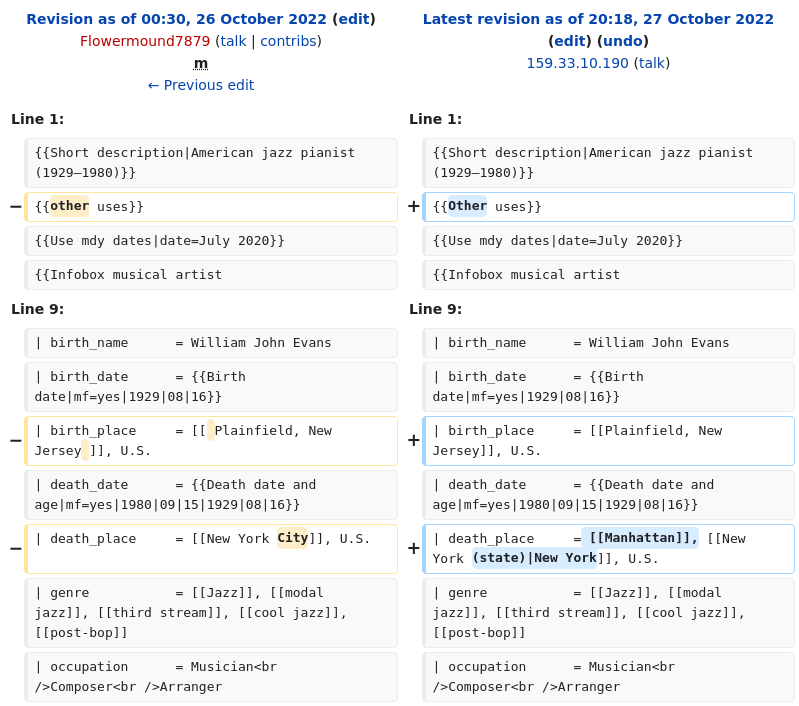 Revision as of 00:30, 26 October 2022 (edit)
Flowermound7879 (talk | contribs)
m
← Previous edit
Latest revision as of 20:18, 27 October 2022
(edit) (undo)
159.33.10.190 (talk)
Line 1:
Line 1:
{{Short description|American jazz pianist
(1929–1980)}}
{{Short description|American jazz pianist
(1929–1980)}}
− {{other uses}}
+ {{Other uses}}
{{Use mdy dates|date=July 2020}}
{{Use mdy dates|date=July 2020}}
{{Infobox musical artist
{{Infobox musical artist
Line 9:
Line 9:
| birth_name      = William John Evans
| birth_name      = William John Evans
| birth_date      = {{Birth
date|mf=yes|1929|08|16}}
| birth_date      = {{Birth
date|mf=yes|1929|08|16}}
− | birth_place     = [[ Plainfield, New
Jersey ]], U.S.
+ | birth_place     = [[Plainfield, New
Jersey]], U.S.
| death_date      = {{Death date and
age|mf=yes|1980|09|15|1929|08|16}}
| death_date      = {{Death date and
age|mf=yes|1980|09|15|1929|08|16}}
− | death_place     = [[New York City]], U.S.
+ | death_place     = [[Manhattan]], [[New
York (state)|New York]], U.S.
| genre           = [[Jazz]], [[modal
jazz]], [[third stream]], [[cool jazz]],
[[post-bop]]
| genre           = [[Jazz]], [[modal
jazz]], [[third stream]], [[cool jazz]],
[[post-bop]]
| occupation      = Musician<br
/>Composer<br />Arranger
| occupation      = Musician<br
/>Composer<br />Arranger